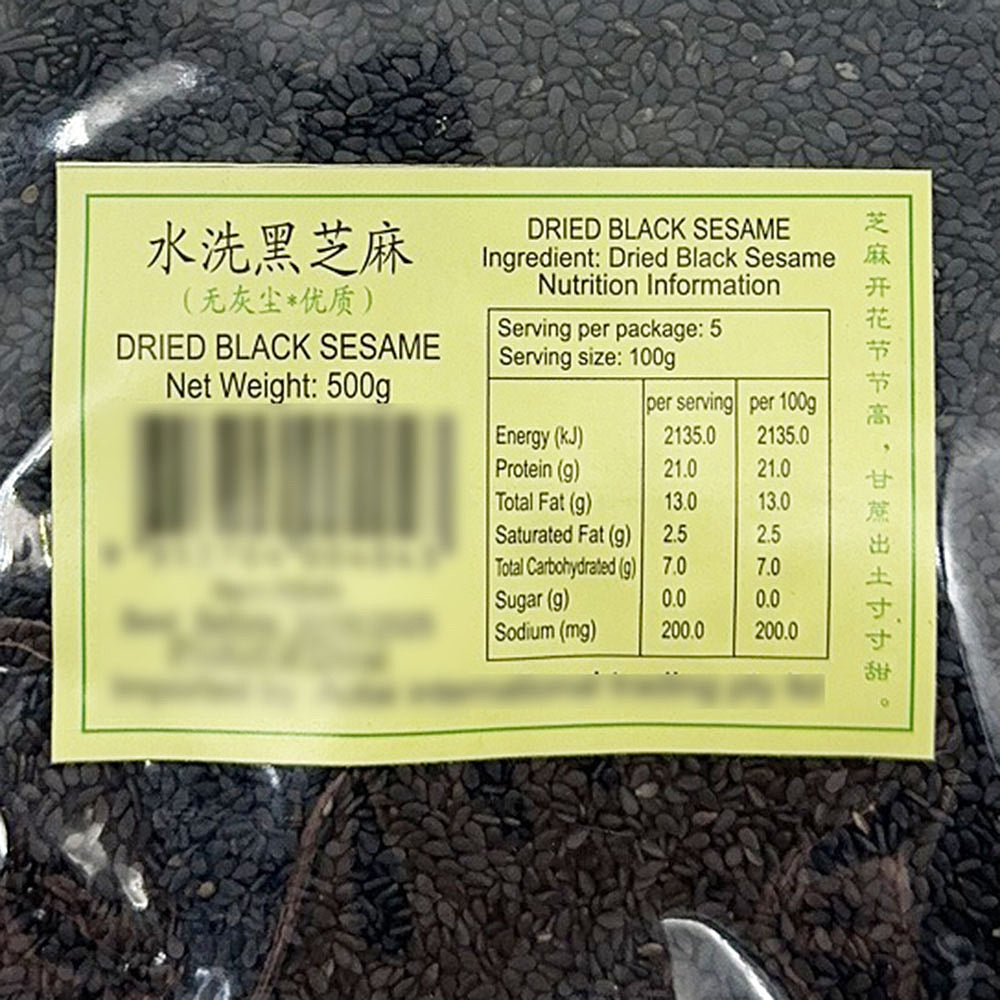 水洗黑芝麻
(无灰尘*优质)
DRIED BLACK SESAME
Net Weight: 500g
DRIED BLACK SESAME
Ingredient: Dried Black Sesame
Nutrition Information
Serving per package: 5
Serving size: 100g
per serving per 100g
Energy (kJ) 2135.0 2135.0
Protein (g) 21.0 21.0
Total Fat (g) 13.0 13.0
Saturated Fat (g) 2.5 2.5
Total Carbohydrated (g) 7.0 7.0
Sugar (g) 0.0 0.0
Sodium (mg) 200.0 200.0
芝麻开花节节高，甘蔗出土寸寸甜。